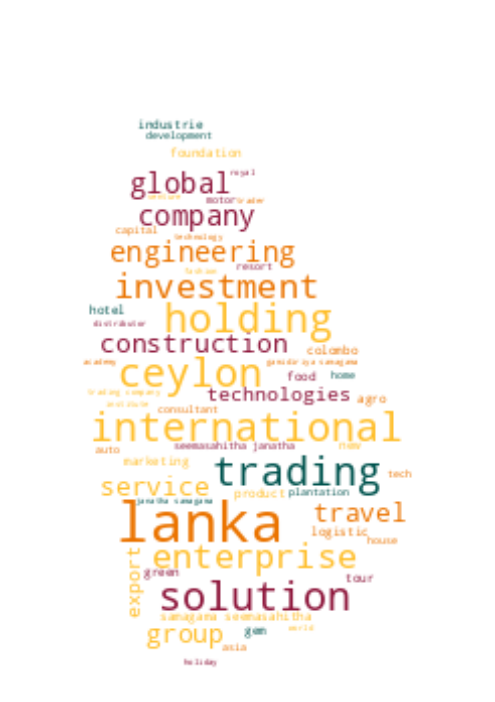 industrie
development
foundation
royal
global
venture
motor trader
company
capital
technology
engineering
resort
fashion
investment
hotel
holding
distributor
construction
colombo
academy
gamidiriya samagama
ceylon
food home
trading company
technologies
agro
institute
consultant
international
seemasahitha janatha
new
auto
marketing
trading
tech
service
product plantation
janatha samagama
travel
lanka
logistic
house
enterprise
export
green
tour
solution
samagama seemasahitha
group
gem
world
asia
holiday